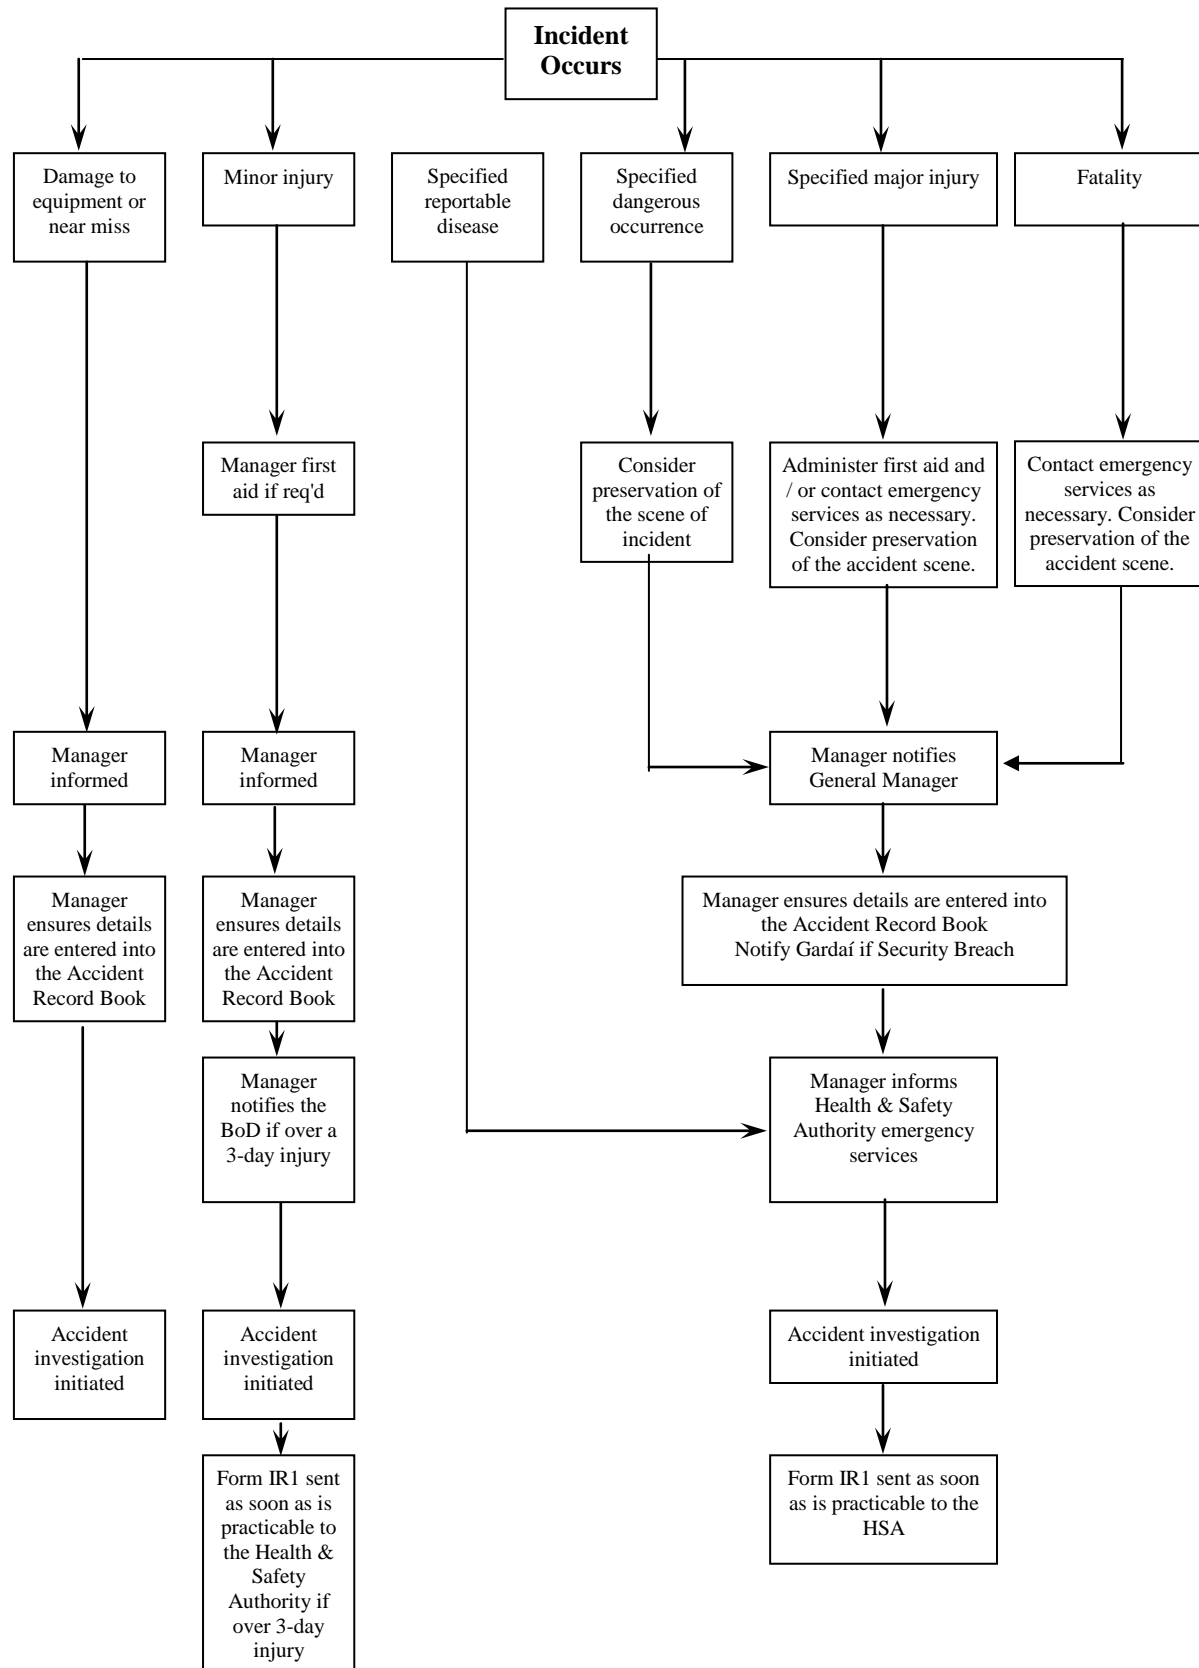 Incident
Occurs
Damage to
equipment or
near miss
Minor injury
Specified
reportable
disease
Specified
dangerous
occurrence
Specified major injury
Fatality
Manager first
aid if req'd
Consider
preservation of
the scene of
incident
Administer first aid and
/ or contact emergency
services as necessary.
Consider preservation
of the accident scene.
Contact emergency
services as
necessary. Consider
preservation of the
accident scene.
Manager
informed
Manager
informed
Manager notifies
General Manager
Manager
ensures details
are entered into
the Accident
Record Book
Manager
ensures details
are entered into
the Accident
Record Book
Manager ensures details are entered into
the Accident Record Book
Notify Gardaí if Security Breach
Manager
notifies the
BoD if over a
3-day injury
Manager informs
Health & Safety
Authority emergency
services
Accident
investigation
initiated
Accident
investigation
initiated
Accident investigation
initiated
Form IR1 sent
as soon as is
practicable to
the Health &
Safety
Authority if
over 3-day
injury
Form IR1 sent as soon
as is practicable to the
HSA